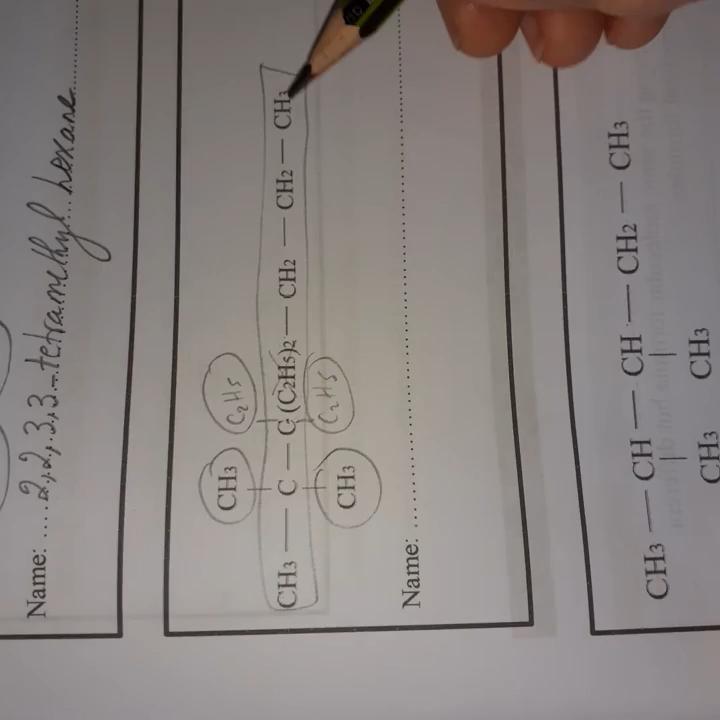 Name: ....2,2,3,3-tetramethyl hexane
CH3 CH3
C2H5 C2H5
CH3 — C — C (C2H5)2 — CH2 — CH2 — CH3
Name:
CH3 — CH — CH — CH2 — CH3
CH3 CH3